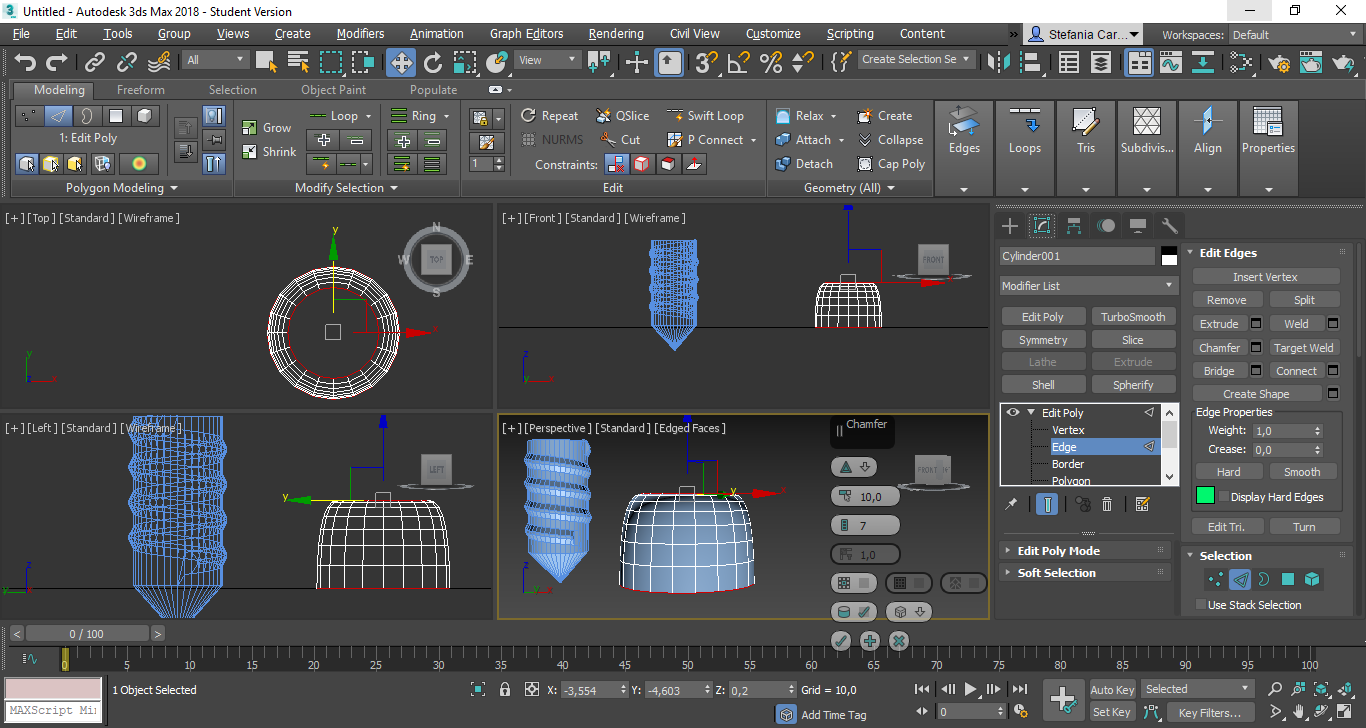 Untitled - Autodesk 3ds Max 2018 - Student Version
File Edit Tools Group Views Create Modifiers Animation Graph Editors Rendering Civil View Customize Scripting Content » Stefania Car... Workspaces: Default
All View Create Selection Se
Modeling Freeform Selection Object Paint Populate
1: Edit Poly
Polygon Modeling
Grow
Shrink
Loop Ring
Modify Selection
1
Repeat QSlice Swift Loop
NURMS Cut P Connect
Constraints:
Edit
Relax Create
Attach Collapse
Detach Cap Poly
Geometry (All)
Edges Loops Tris Subdivis... Align Properties
[+] [Top] [Standard] [Wireframe]
y
N
W TOP E
S
x
y
z x
[+] [Front] [Standard] [Wireframe]
FRONT
z
y x
[+] [Left] [Standard] [Wireframe]
LEFT
y
z
y
[+] [Perspective] [Standard] [Edged Faces]
y
x
z
Chamfer
10,0
7
1,0
Cylinder001
Modifier List
Edit Poly TurboSmooth
Symmetry Slice
Lathe Extrude
Shell Spherify
Edit Poly
Vertex
Edge
Border
Polygon
Edit Poly Mode
Soft Selection
Edit Edges
Insert Vertex
Remove Split
Extrude Weld
Chamfer Target Weld
Bridge Connect
Create Shape
Edge Properties
Weight: 1,0
Crease: 0,0
Hard Smooth
Display Hard Edges
Edit Tri. Turn
Selection
Use Stack Selection
< 0 / 100 >
0 5 10 15 20 25 30 35 40 45 50 55 60 65 70 75 80 85 90 95 100
1 Object Selected
MAXScript Mi
X: -3,554 Y: -4,603 Z: 0,2 Grid = 10,0
Add Time Tag
0
Auto Key Selected
Set Key Key Filters...